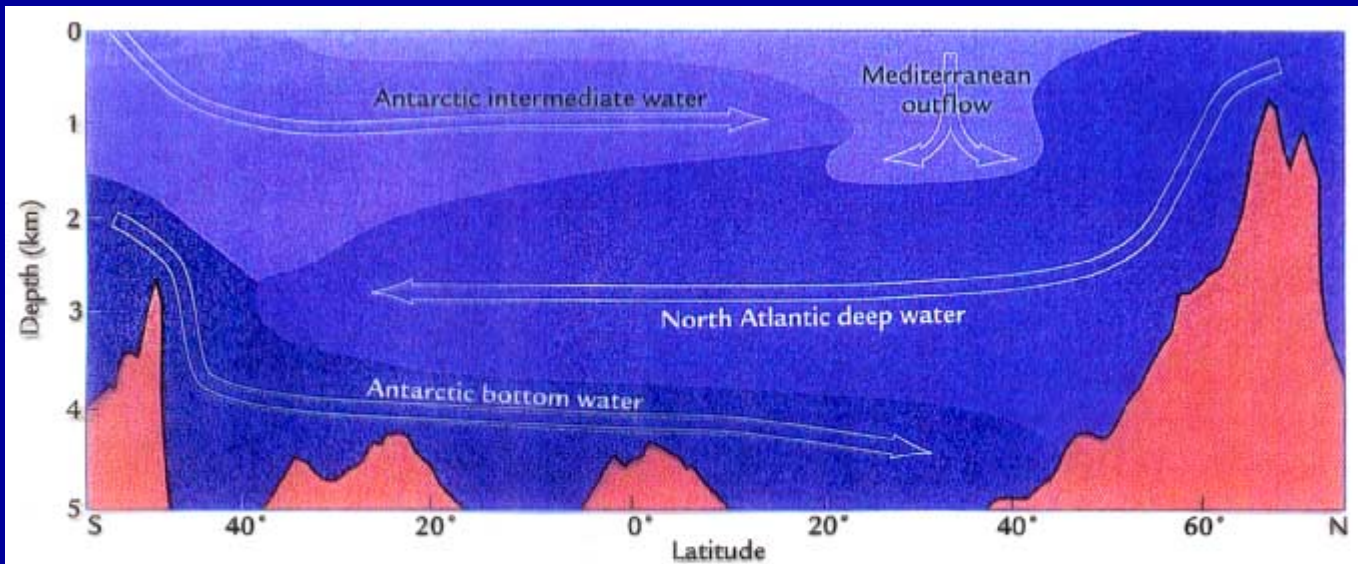 0
1
2
3
4
5
Depth (km)
Antarctic intermediate water
Mediterranean
outflow
North Atlantic deep water
Antarctic bottom water
S 40° 20° 0° 20° 40° 60° N
Latitude